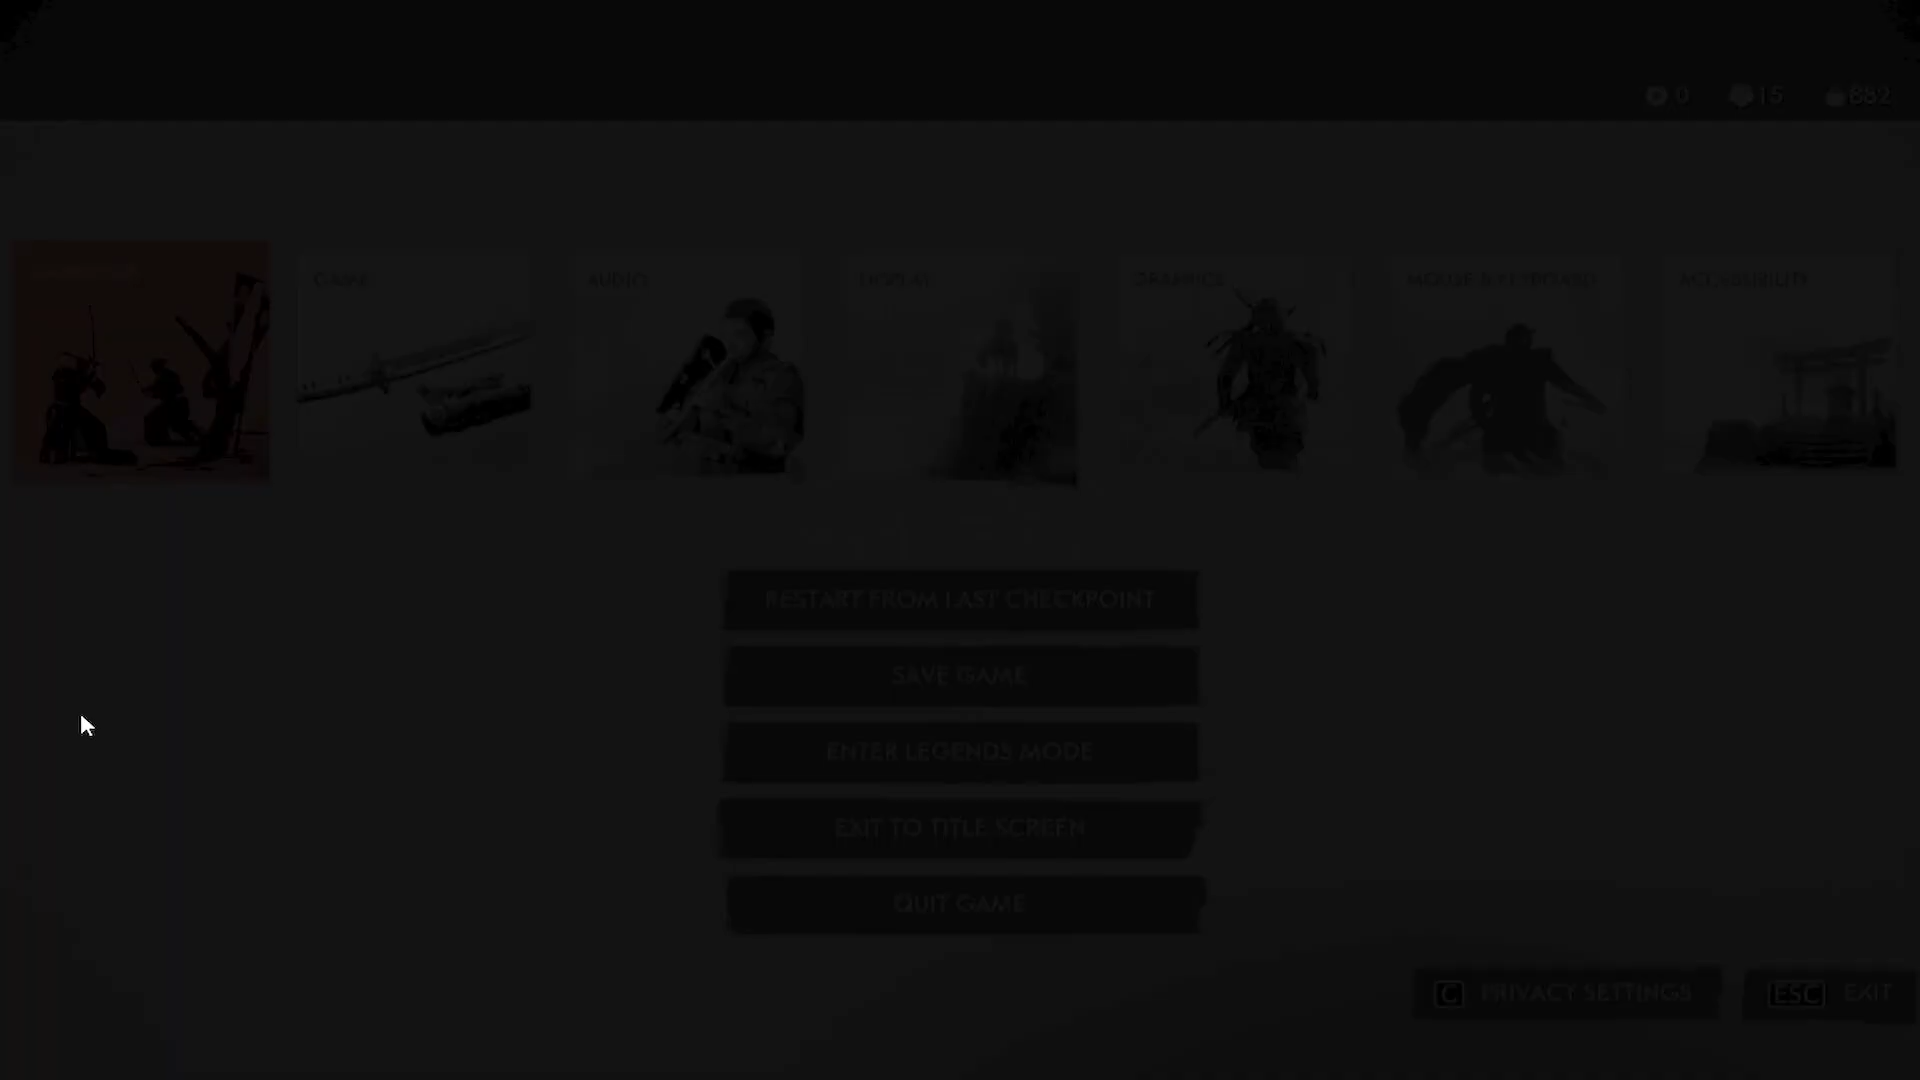 0 15 882
GAME AUDIO DISPLAY GRAPHICS MOUSE & KEYBOARD ACCESSIBILITY
RESTART FROM LAST CHECKPOINT
SAVE GAME
ENTER LEGENDS MODE
EXIT TO TITLE SCREEN
QUIT GAME
C PRIVACY SETTINGS ESC EXIT